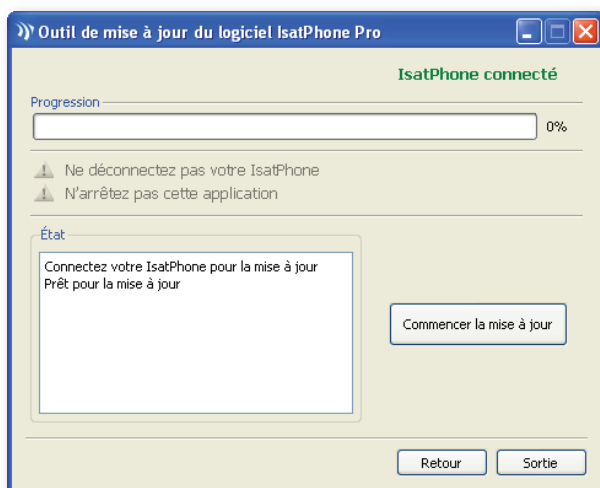 Outil de mise à jour du logiciel IsatPhone Pro
IsatPhone connecté
Progression
0%
Ne déconnectez pas votre IsatPhone
N'arrêtez pas cette application
État
Connectez votre IsatPhone pour la mise à jour
Prêt pour la mise à jour
Commencer la mise à jour
Retour
Sortie